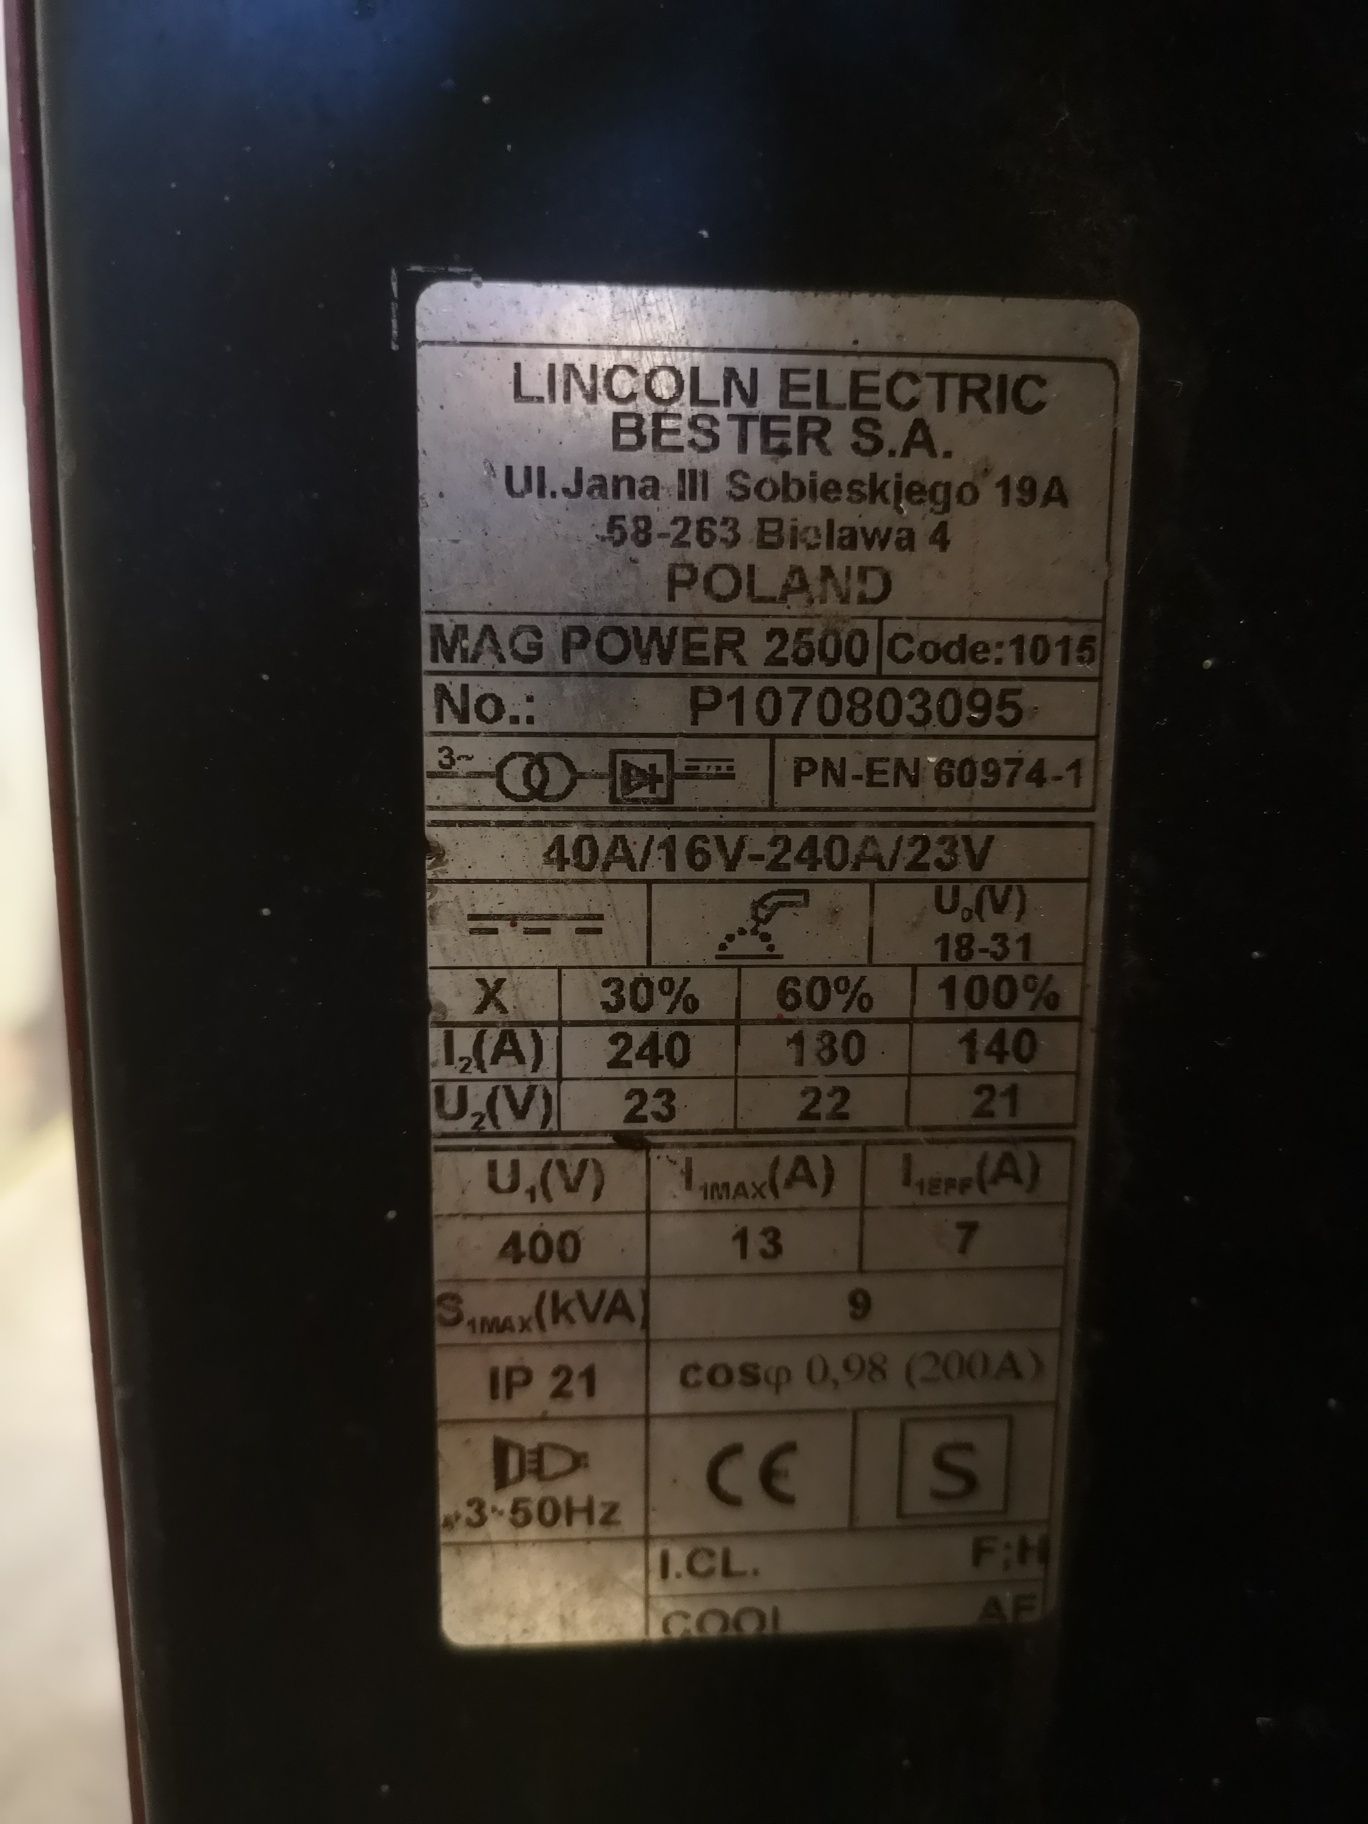 LINCOLN ELECTRIC
BESTER S.A.
Ul.Jana III Sobieskiego 19A
58-263 Bielawa 4
POLAND
MAG POWER 2500 Code:1015
No.: P1070803095
3~ PN-EN 60974-1
40A/16V-240A/23V
U₀(V)
18-31
X 30% 60% 100%
I₂(A) 240 180 140
U₂(V) 23 22 21
U₁(V) I₁MAX(A) I₁EFF(A)
400 13 7
S₁MAX(kVA) 9
IP 21 cosφ 0,98 (200A)
CE S
3~50Hz
I.CL. F;H
COOL AF